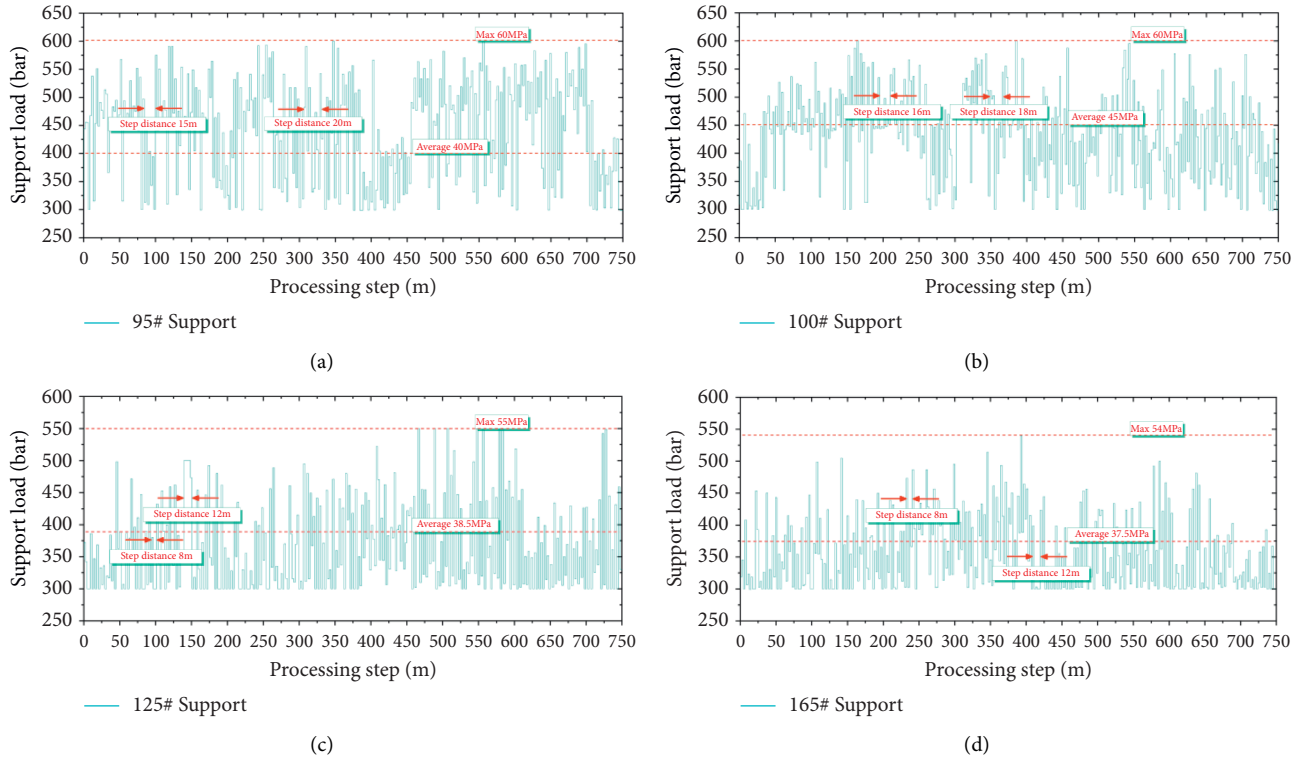 650
600
550
500
450
400
350
300
250
Support load (bar)
Max 60MPa
Step distance 15m
Step distance 20m
Average 40MPa
0 50 100 150 200 250 300 350 400 450 500 550 600 650 700 750
Processing step (m)
95# Support
(a)
650
600
550
500
450
400
350
300
250
Support load (bar)
Max 60MPa
Step distance 16m
Step distance 18m
Average 45MPa
0 50 100 150 200 250 300 350 400 450 500 550 600 650 700 750
Processing step (m)
100# Support
(b)
600
550
500
450
400
350
300
250
Support load (bar)
Max 55MPa
Step distance 12m
Average 38.5MPa
Step distance 8m
0 50 100 150 200 250 300 350 400 450 500 550 600 650 700 750
Processing step (m)
125# Support
(c)
600
550
500
450
400
350
300
250
Support load (bar)
Max 54MPa
Step distance 8m
Average 37.5MPa
Step distance 12m
0 50 100 150 200 250 300 350 400 450 500 550 600 650 700 750
Processing step (m)
165# Support
(d)